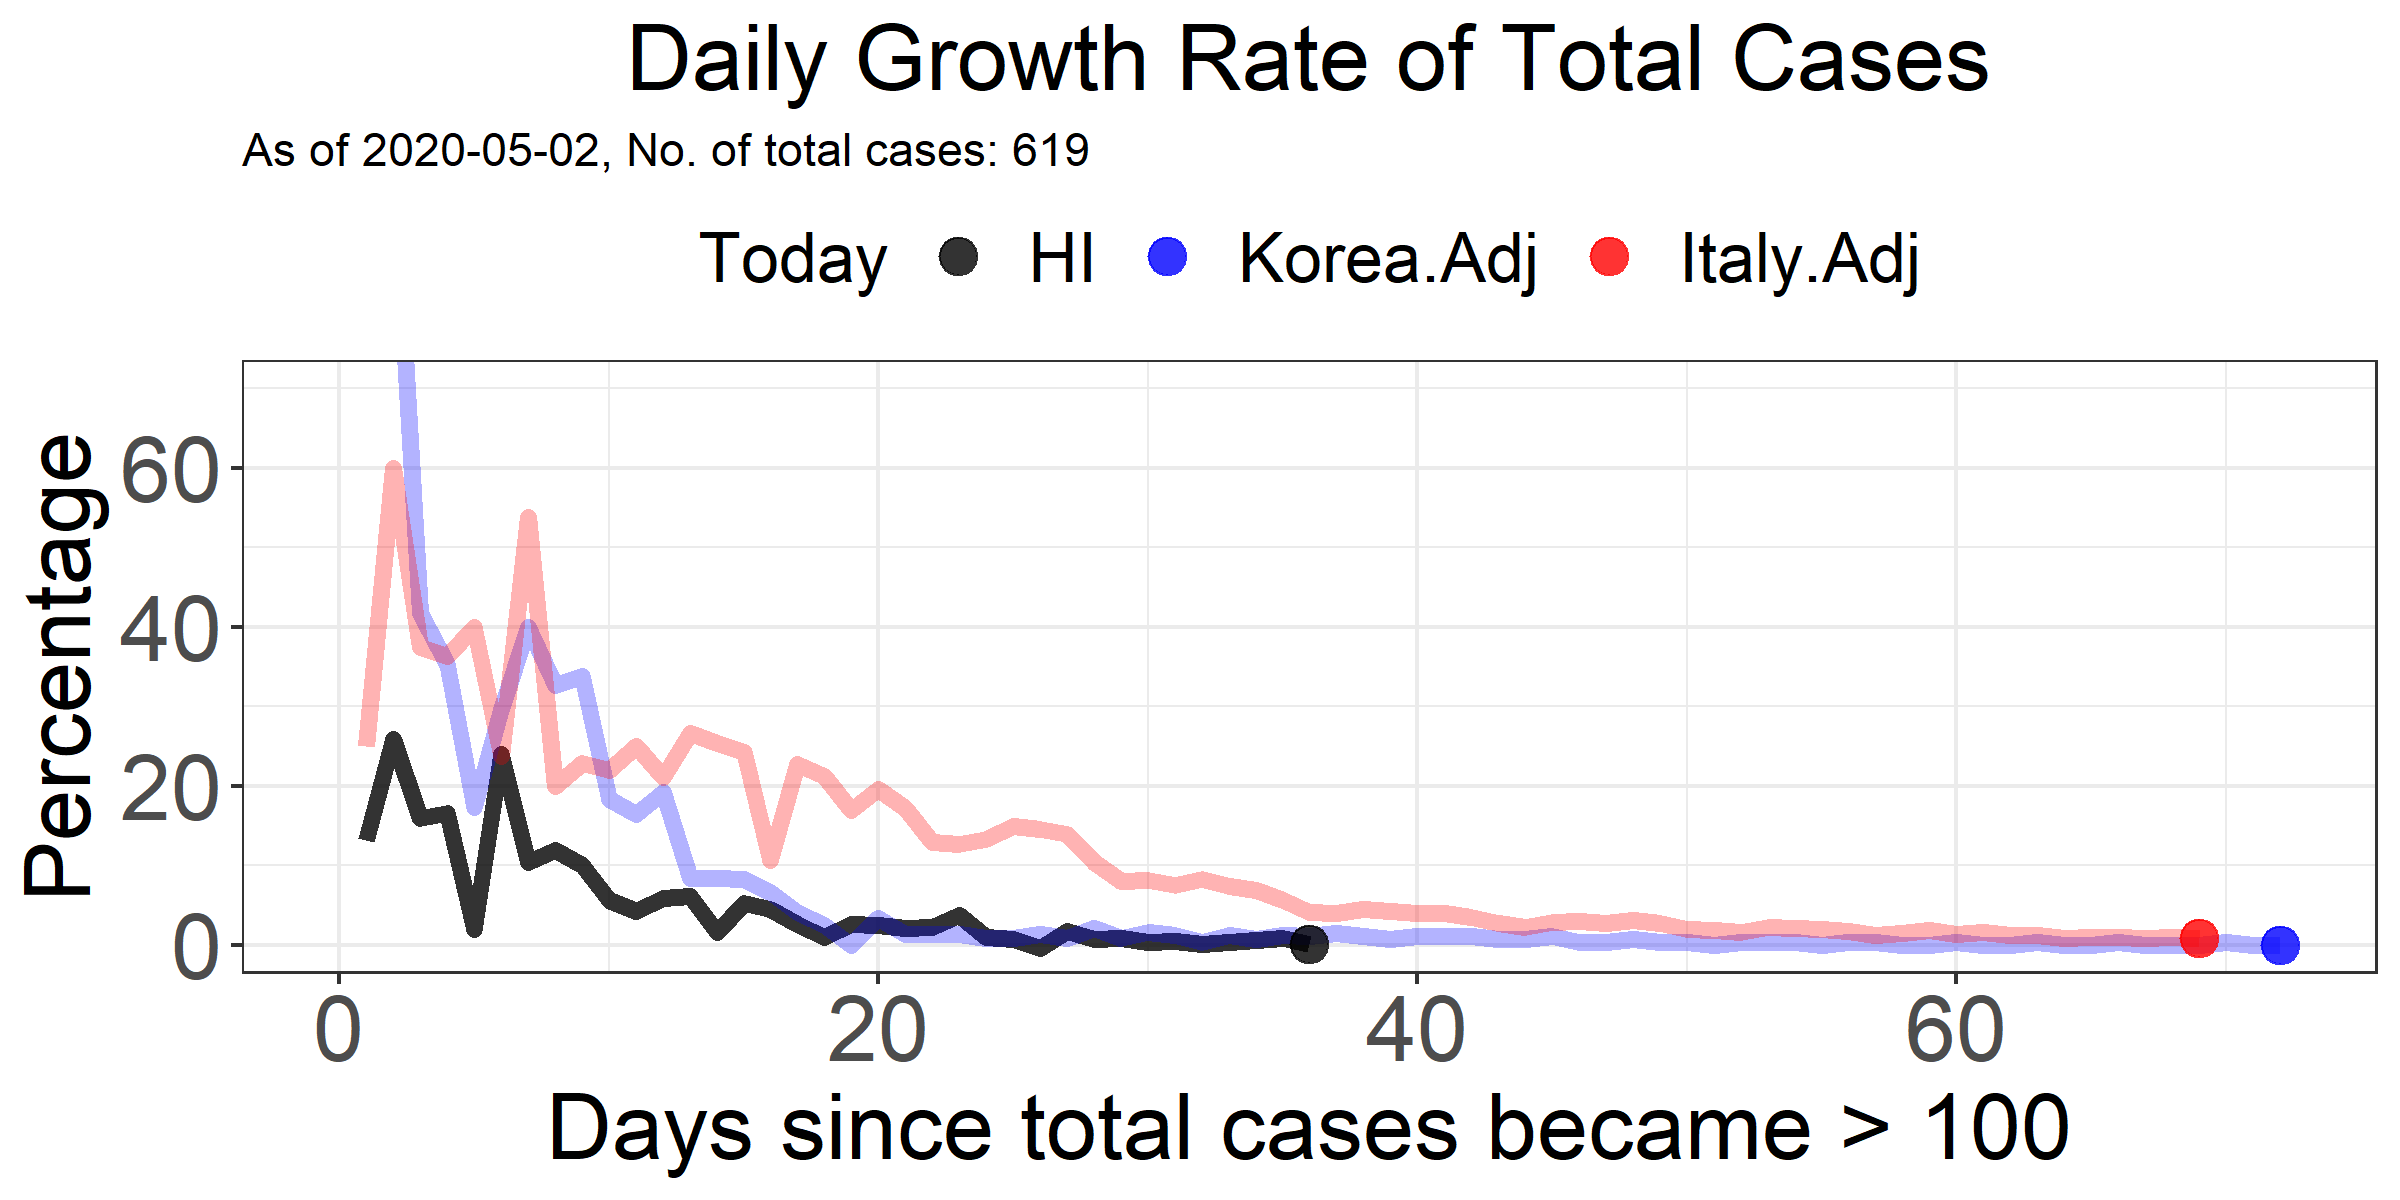 Daily Growth Rate of Total Cases
As of 2020-05-02, No. of total cases: 619
Today HI Korea.Adj Italy.Adj
Percentage
60
40
20
0
0 20 40 60
Days since total cases became > 100